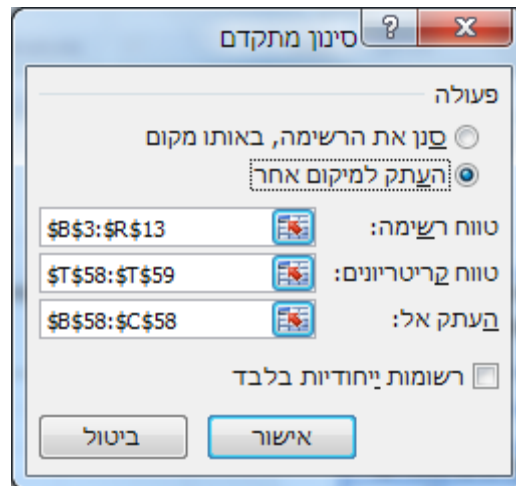 סינון מתקדם
פעולה
סנן את הרשימה, באותו מקום
העתק למיקום אחר
טווח רשימה: $B$3:$R$13
טווח קריטריונים: $T$58:$T$59
העתק אל: $B$58:$C$58
רשומות ייחודיות בלבד
אישור ביטול